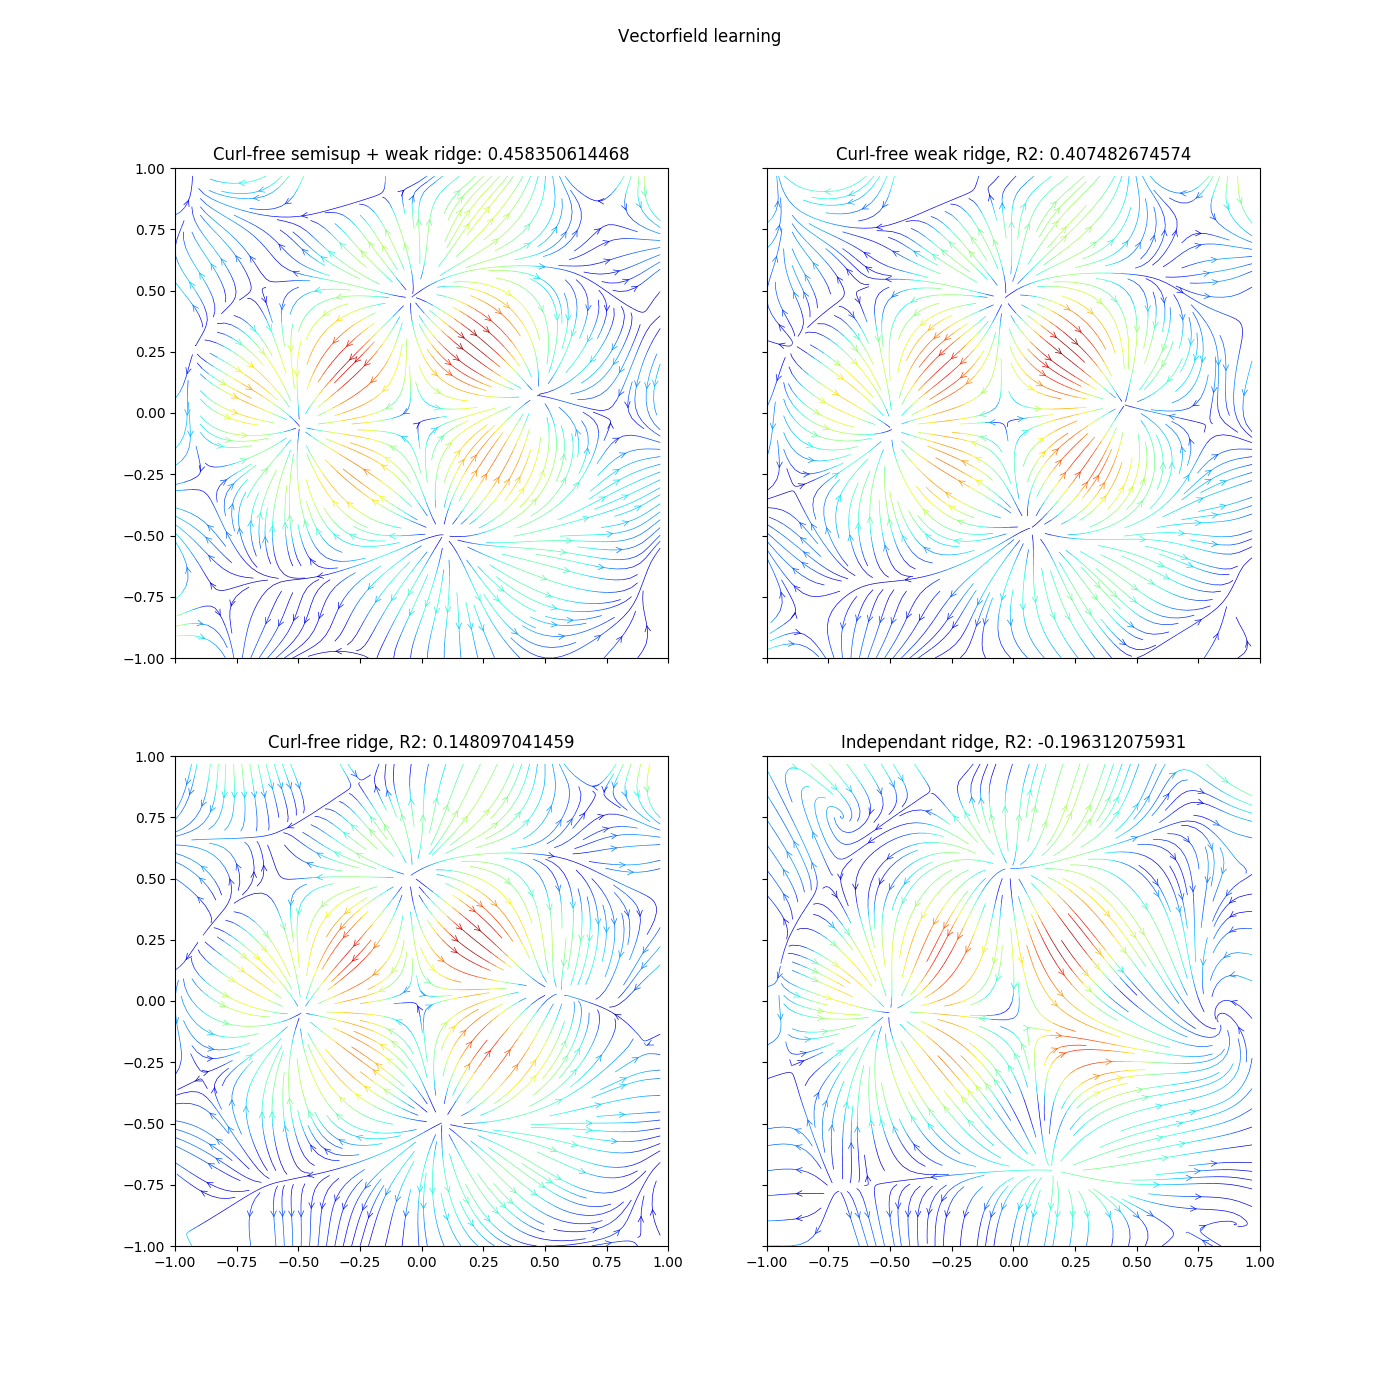 Vectorfield learning
Curl-free semisup + weak ridge: 0.458350614468
Curl-free weak ridge, R2: 0.407482674574
1.00
0.75
0.50
0.25
0.00
−0.25
−0.50
−0.75
−1.00
Curl-free ridge, R2: 0.148097041459
Independant ridge, R2: -0.196312075931
1.00
0.75
0.50
0.25
0.00
−0.25
−0.50
−0.75
−1.00
−1.00 −0.75 −0.50 −0.25 0.00 0.25 0.50 0.75 1.00
−1.00 −0.75 −0.50 −0.25 0.00 0.25 0.50 0.75 1.00